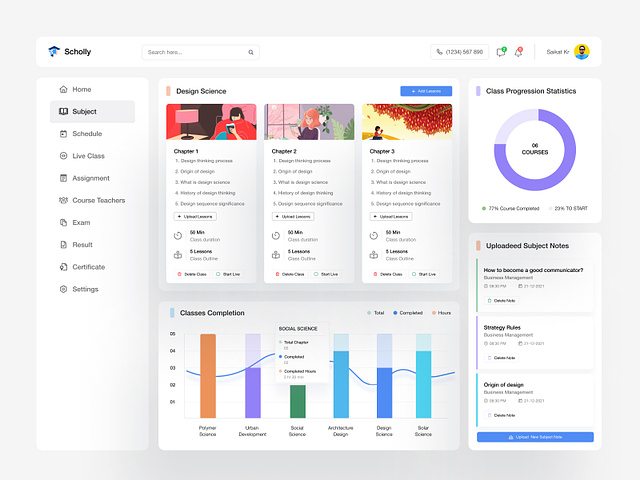 Scholly
Search here...
(1234) 567 890
Saikat Kr
Home
Subject
Schedule
Live Class
Assignment
Course Teachers
Exam
Result
Certificate
Settings
Design Science
+ Add Lessons
Chapter 1
1. Design thinking process
2. Origin of design
3. What is design science
4. History of design thinking
5. Design sequence significance
+ Upload Lessons
50 Min
Class duration
5 Lessons
Class Outline
Delete Class
Start Live
Chapter 2
1. Design thinking process
2. Origin of design
3. What is design science
4. History of design thinking
5. Design sequence significance
+ Upload Lessons
50 Min
Class duration
5 Lessons
Class Outline
Delete Class
Start Live
Chapter 3
1. Design thinking process
2. Origin of design
3. What is design science
4. History of design thinking
5. Design sequence significance
+ Upload Lessons
50 Min
Class duration
5 Lessons
Class Outline
Delete Class
Start Live
Classes Completion
Total
Completed
Hours
05
04
03
02
01
SOCIAL SCIENCE
Total Chapter
Completed
Completed Hours
Polymer
Science
Urban
Development
Social
Science
Architecture
Design
Design
Science
Solar
Science
Class Progression Statistics
06
COURSES
77% Course Completed
23% TO START
Uploadeed Subject Notes
How to become a good communicator?
Business Management
08:30 PM
21-12-2021
Delete Note
Strategy Rules
Business Management
08:30 PM
21-12-2021
Delete Note
Origin of design
Business Management
08:30 PM
21-12-2021
Delete Note
Upload New Subject Note